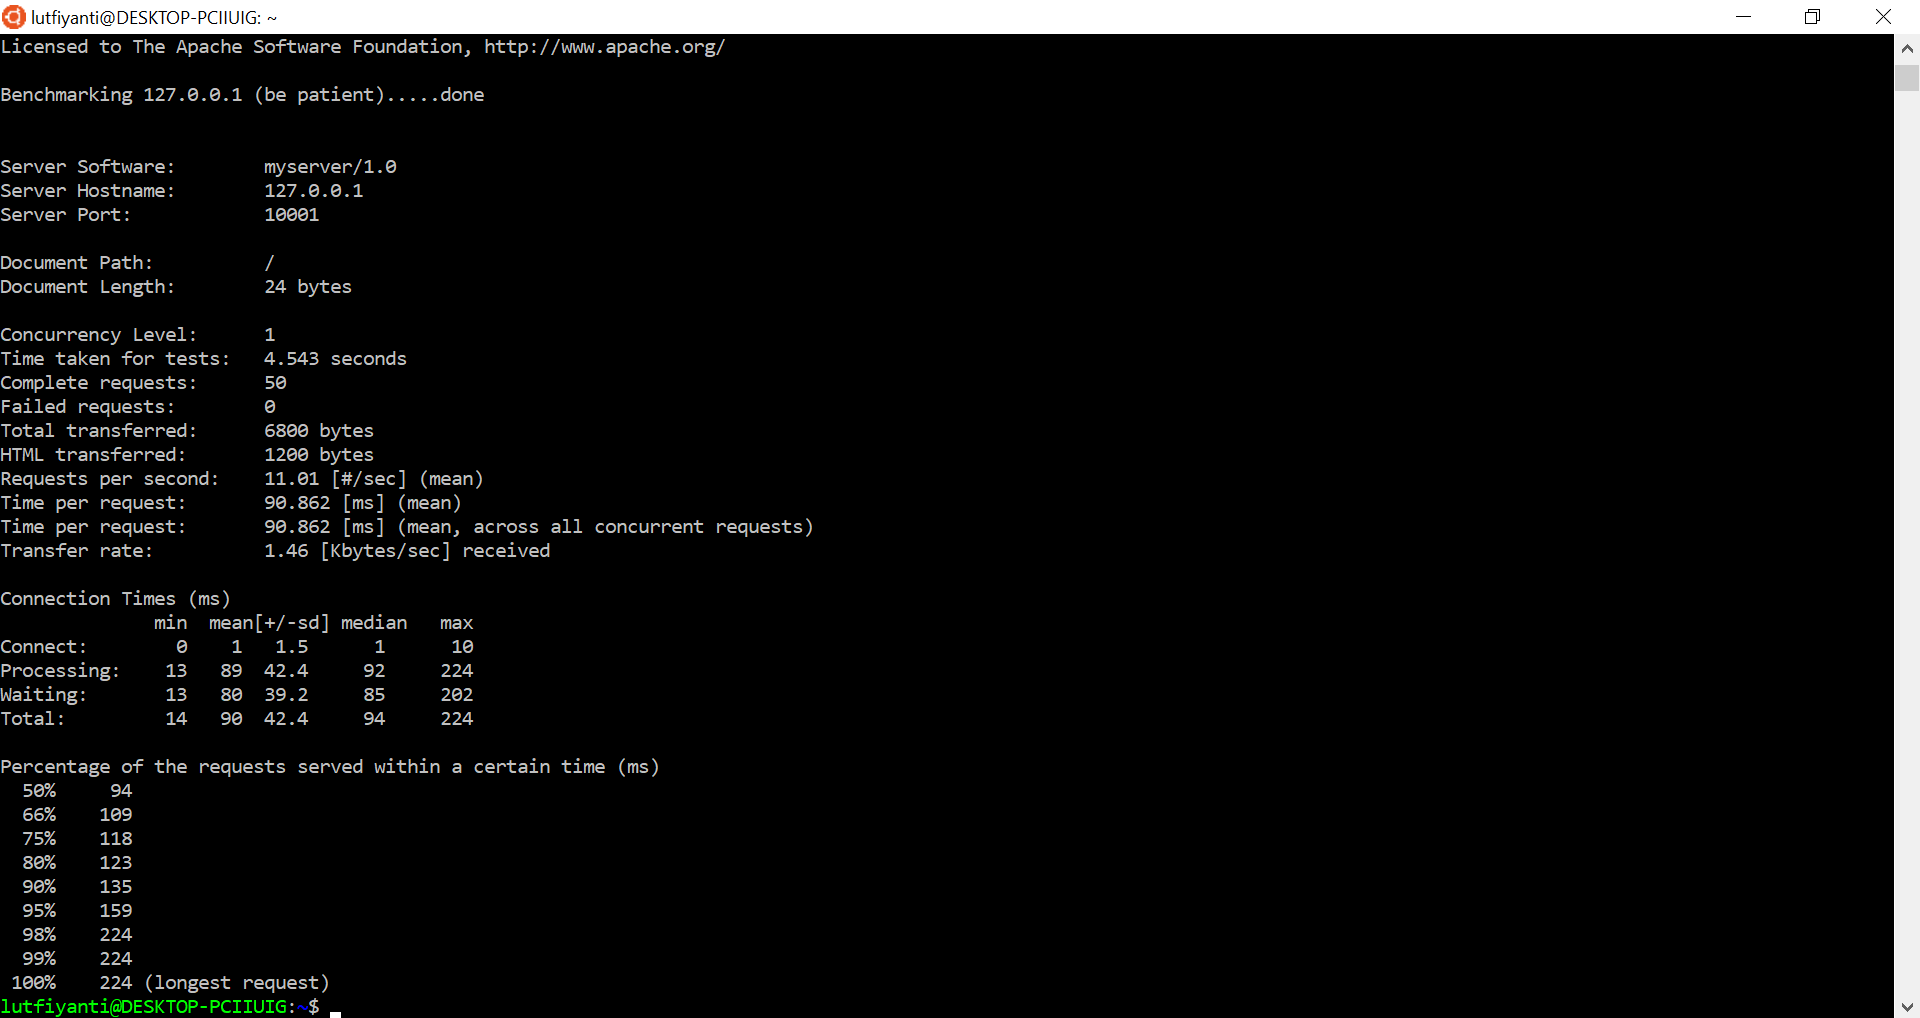 lutfiyanti@DESKTOP-PCIIUIG: ~
Licensed to The Apache Software Foundation, http://www.apache.org/
Benchmarking 127.0.0.1 (be patient).....done
Server Software:        myserver/1.0
Server Hostname:        127.0.0.1
Server Port:            10001
Document Path:          /
Document Length:        24 bytes
Concurrency Level:      1
Time taken for tests:   4.543 seconds
Complete requests:      50
Failed requests:        0
Total transferred:      6800 bytes
HTML transferred:       1200 bytes
Requests per second:    11.01 [#/sec] (mean)
Time per request:       90.862 [ms] (mean)
Time per request:       90.862 [ms] (mean, across all concurrent requests)
Transfer rate:          1.46 [Kbytes/sec] received
Connection Times (ms)
              min  mean[+/-sd] median   max
Connect:        0    1   1.5      1      10
Processing:    13   89  42.4     92     224
Waiting:       13   80  39.2     85     202
Total:         14   90  42.4     94     224
Percentage of the requests served within a certain time (ms)
  50%     94
  66%    109
  75%    118
  80%    123
  90%    135
  95%    159
  98%    224
  99%    224
 100%    224 (longest request)
lutfiyanti@DESKTOP-PCIIUIG:~$